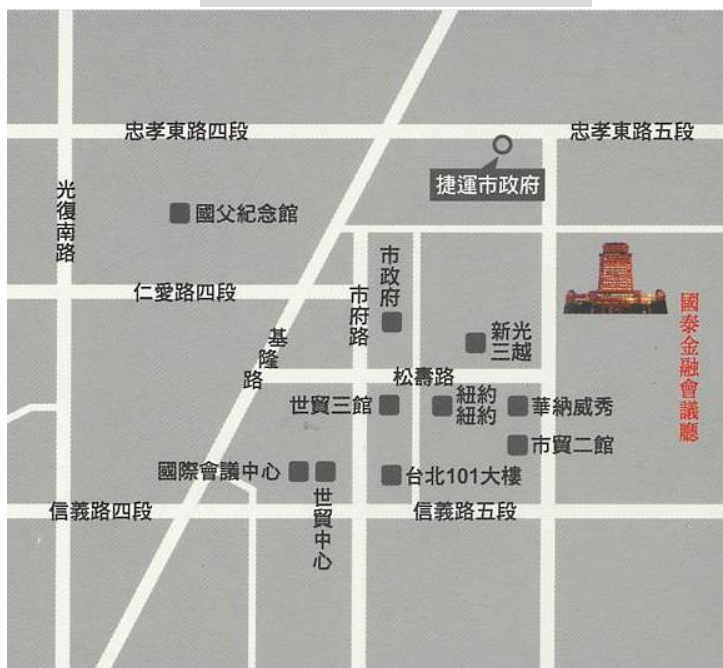 忠孝東路四段
忠孝東路五段
捷運市政府
光復南路
國父紀念館
市政府
仁愛路四段
市府路
新光
三越
國泰金融會議廳
基隆路
松壽路
世貿三館
紐約
紐約
華納威秀
市貿二館
國際會議中心
台北101大樓
世貿中心
信義路四段
信義路五段